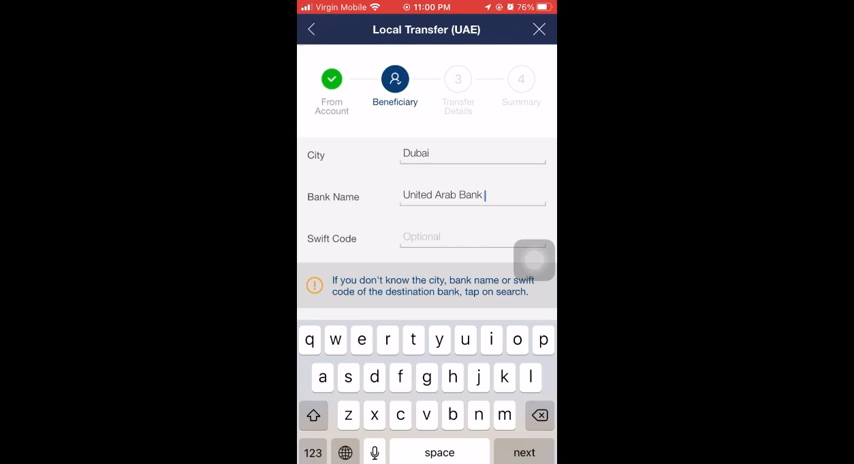 Virgin Mobile 11:00 PM 76%
Local Transfer (UAE)
3 4
From Account Beneficiary Transfer Details Summary
City Dubai
Bank Name United Arab Bank
Swift Code Optional
If you don't know the city, bank name or swift
code of the destination bank, tap on search.
q w e r t y u i o p
a s d f g h j k l
z x c v b n m
123 space next